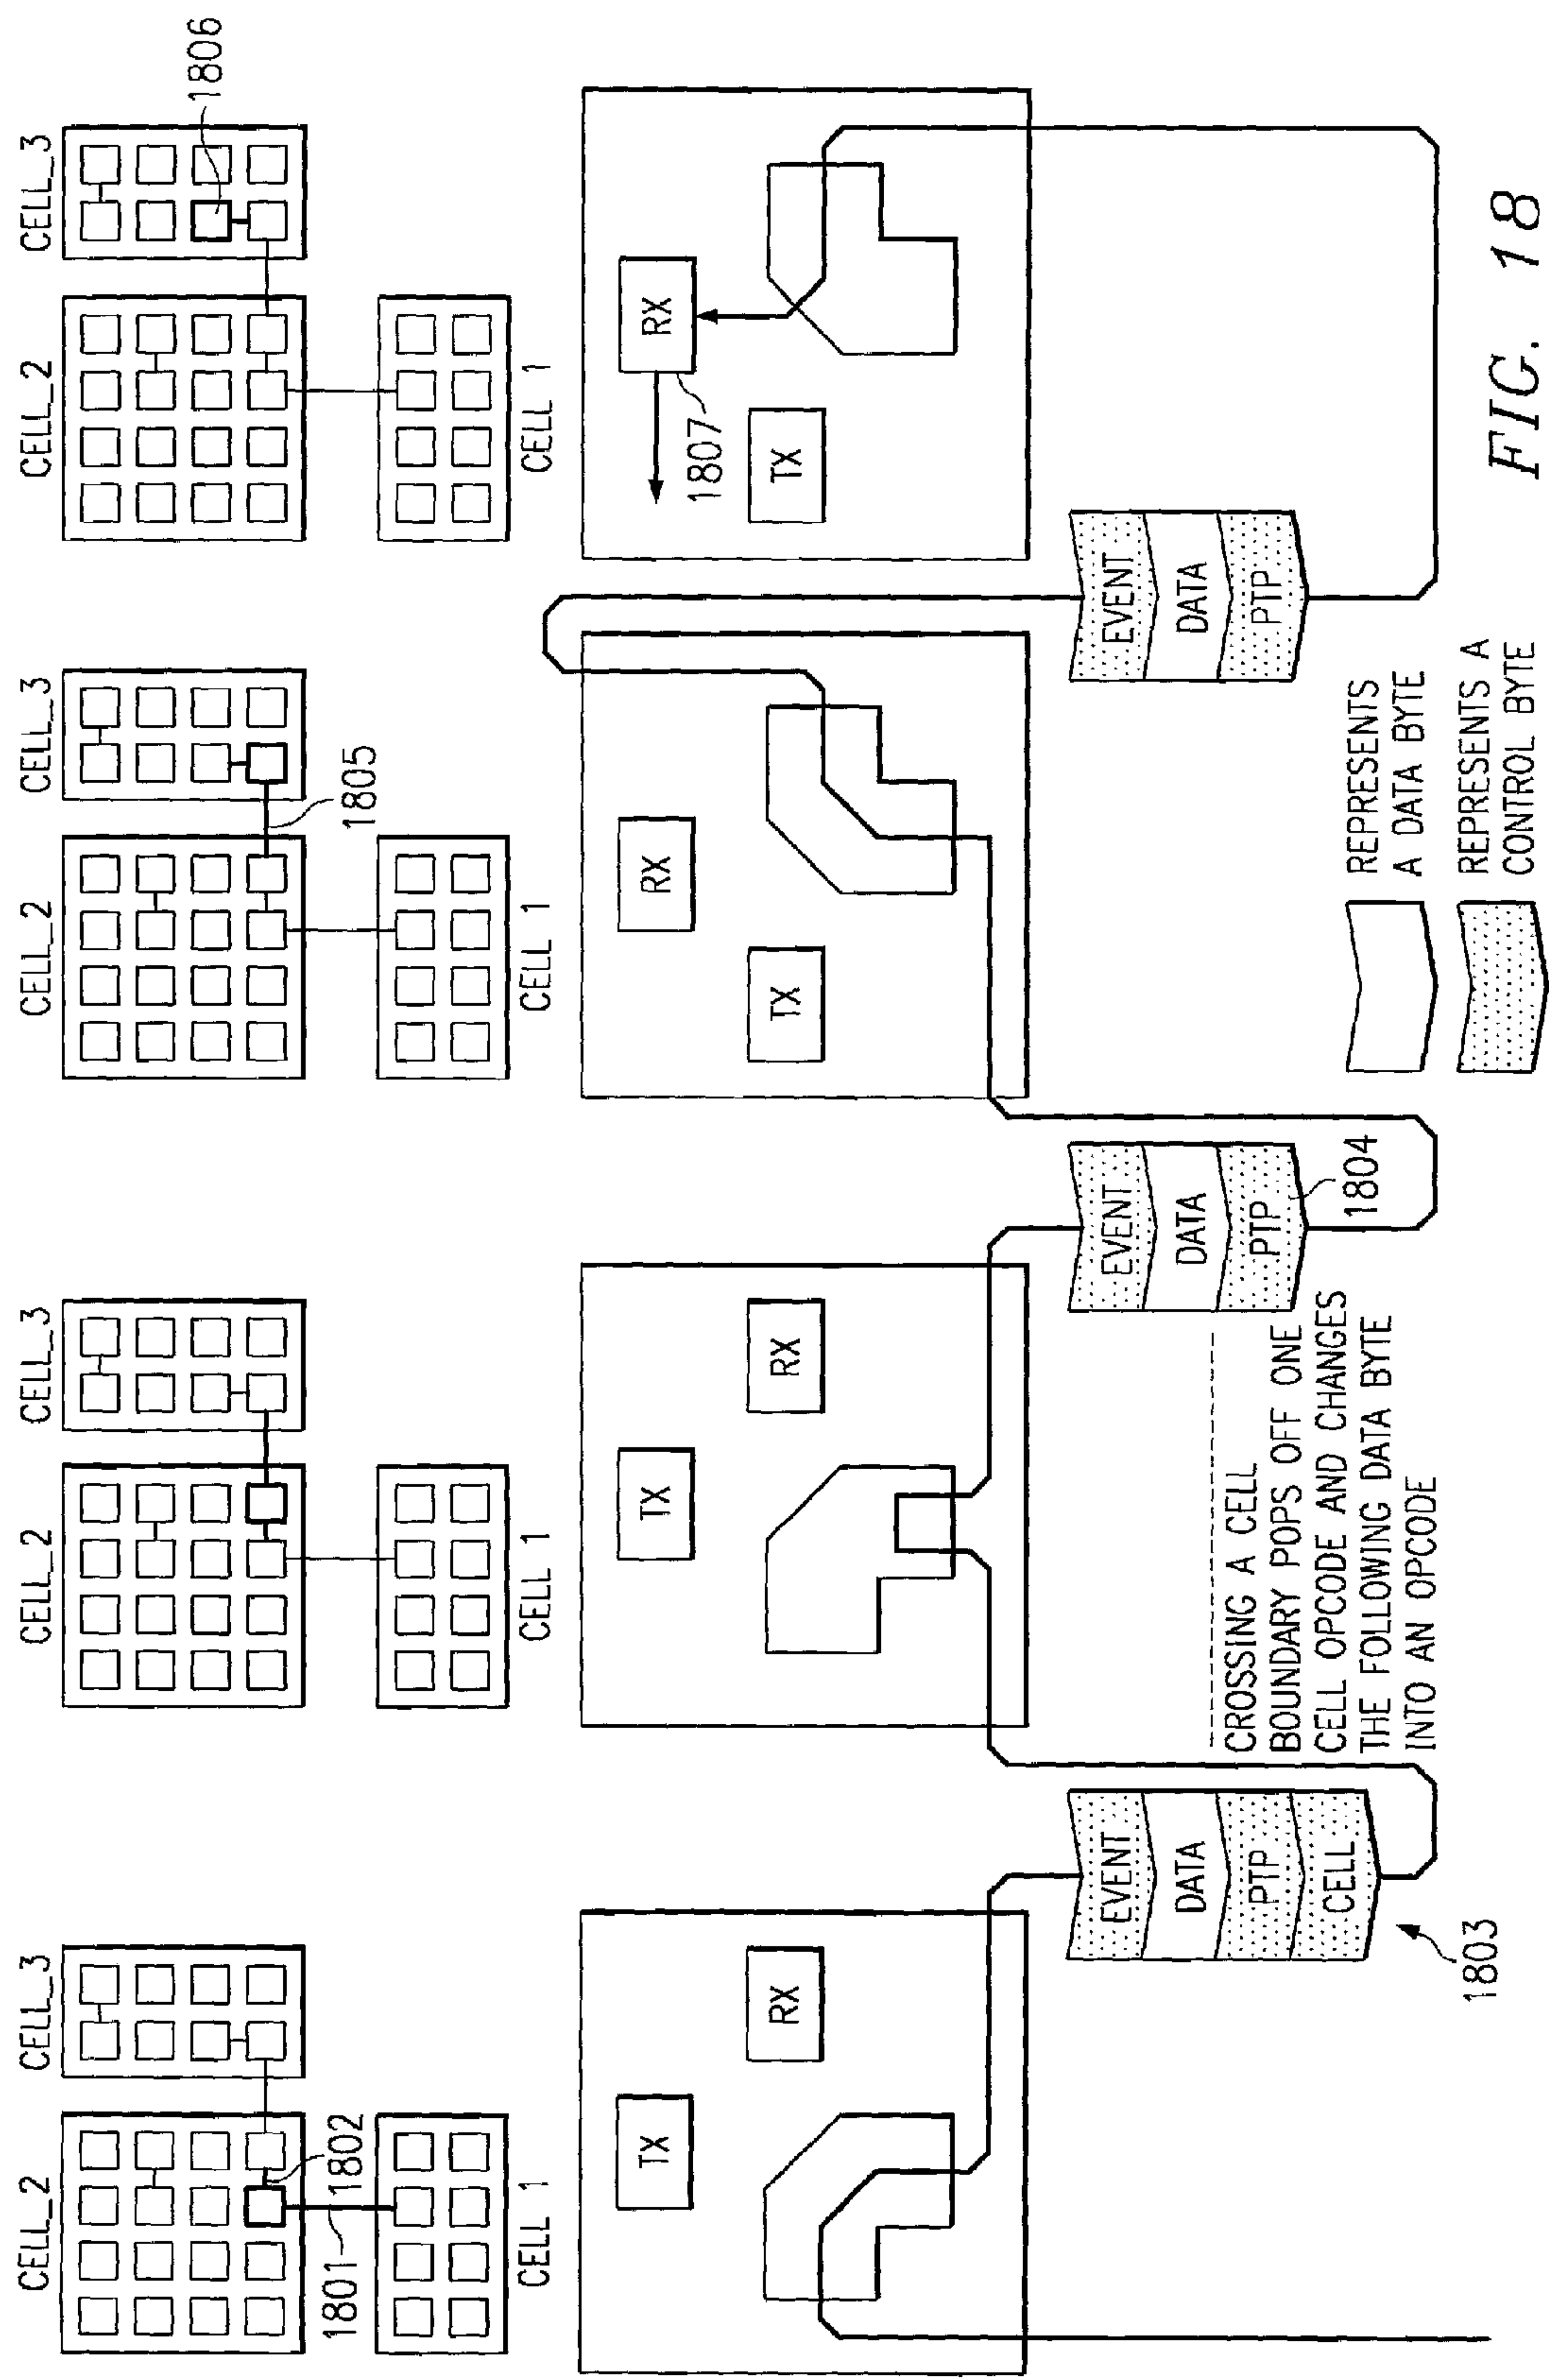 CELL_2
CELL_3
1801
1802
CELL 1
TX
RX
EVENT
DATA
PTP
CELL
1803
CELL_2
CELL_3
CELL 1
TX
RX
CROSSING A CELL
BOUNDARY POPS OFF ONE
CELL OPCODE AND CHANGES
THE FOLLOWING DATA BYTE
INTO AN OPCODE
EVENT
DATA
PTP
1804
CELL_2
CELL_3
1805
CELL 1
TX
RX
EVENT
DATA
PTP
REPRESENTS
A DATA BYTE
REPRESENTS A
CONTROL BYTE
CELL_2
CELL_3
1806
CELL 1
TX
RX
1807
FIG. 18